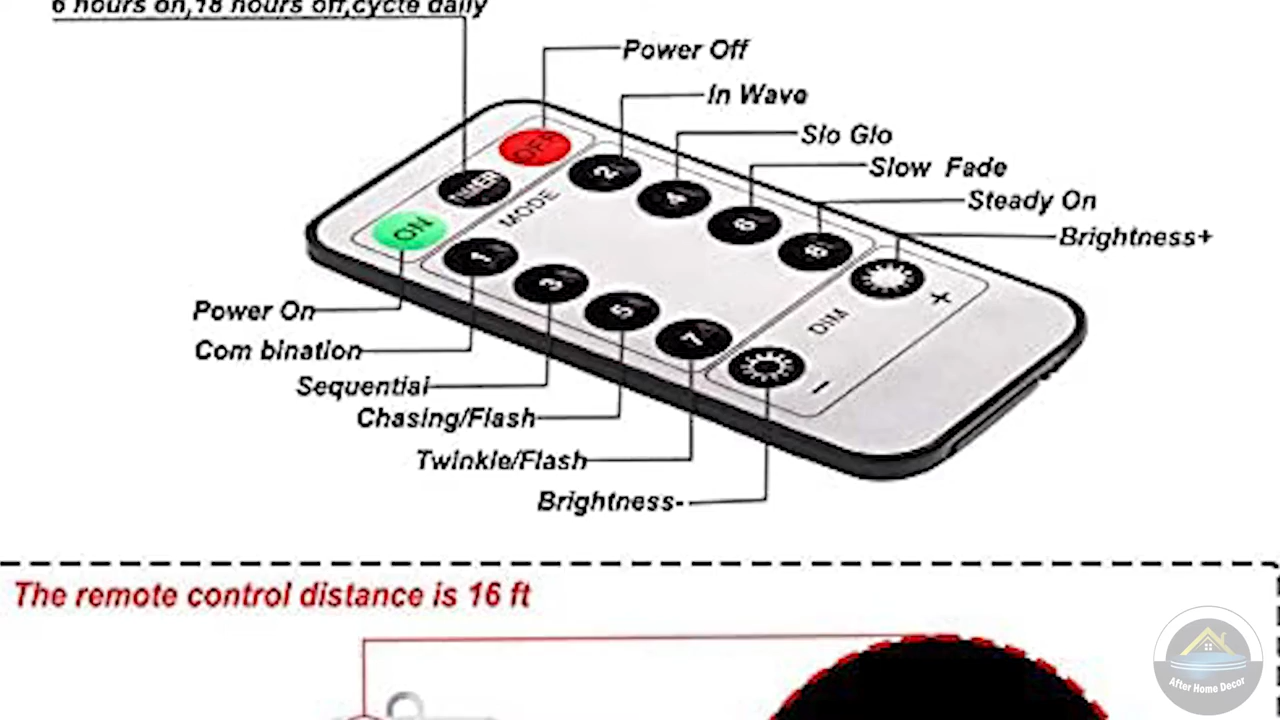 6 hours on,18 hours off,cycte daily
Power Off
In Wave
Slo Glo
Slow Fade
Steady On
Brightness+
OFF
TIMER
ON
MODE
2
4
6
8
1
3
5
7
DIM
+
−
Power On
Com bination
Sequential
Chasing/Flash
Twinkle/Flash
Brightness-
The remote control distance is 16 ft
After Home Decor